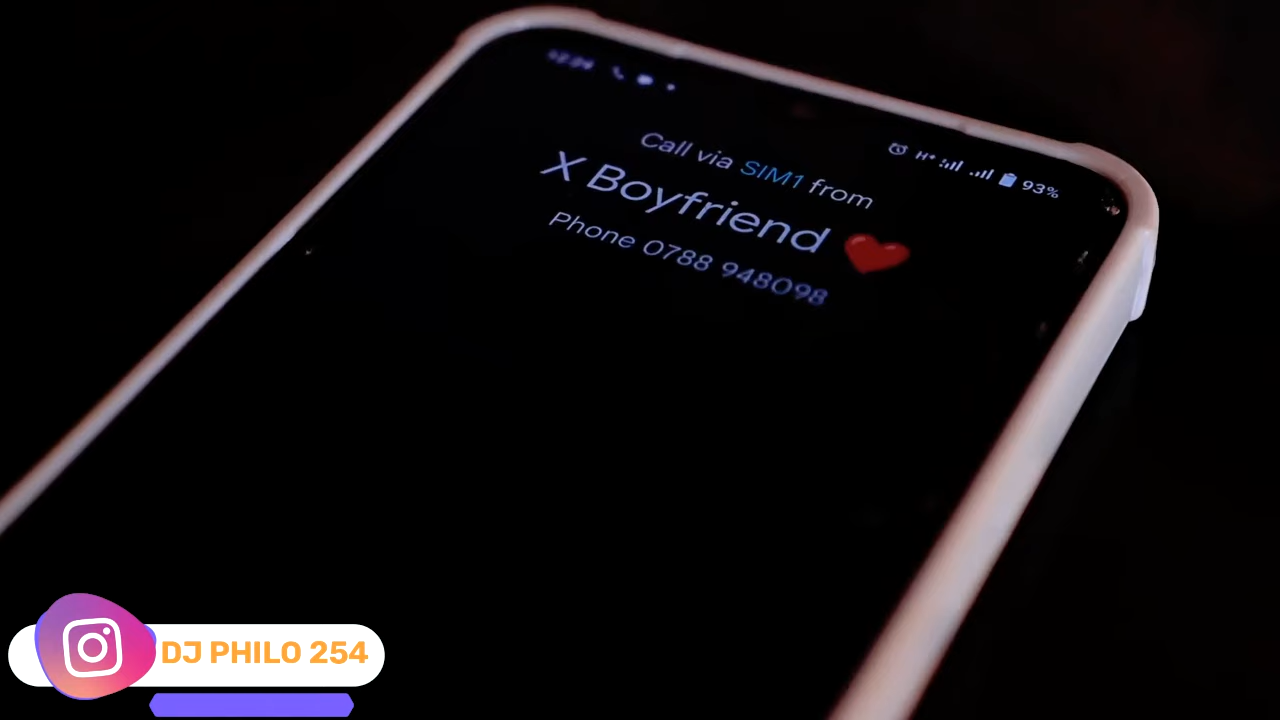 Call via SIM1 from
X Boyfriend ❤️
Phone 0788 948098
H+ 93%
DJ PHILO 254